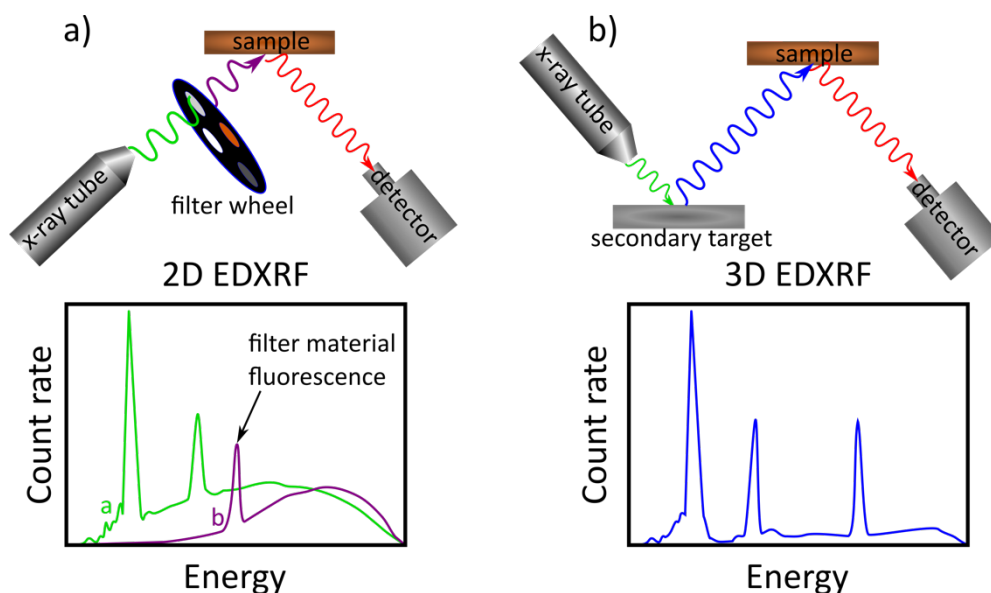 a)
sample
x-ray tube
filter wheel
detector
2D EDXRF
Count rate
filter material
fluorescence
a
b
Energy
b)
sample
x-ray tube
secondary target
detector
3D EDXRF
Count rate
Energy